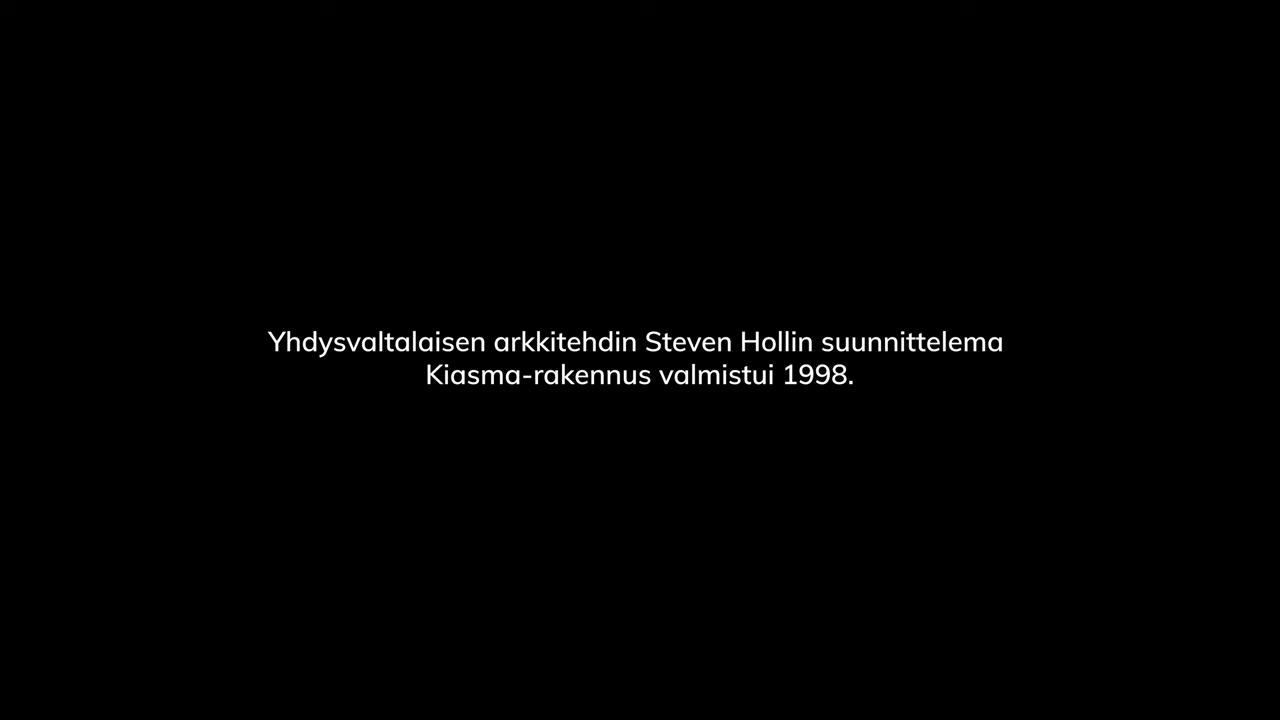 Yhdysvaltalaisen arkkitehdin Steven Hollin suunnittelema
Kiasma-rakennus valmistui 1998.